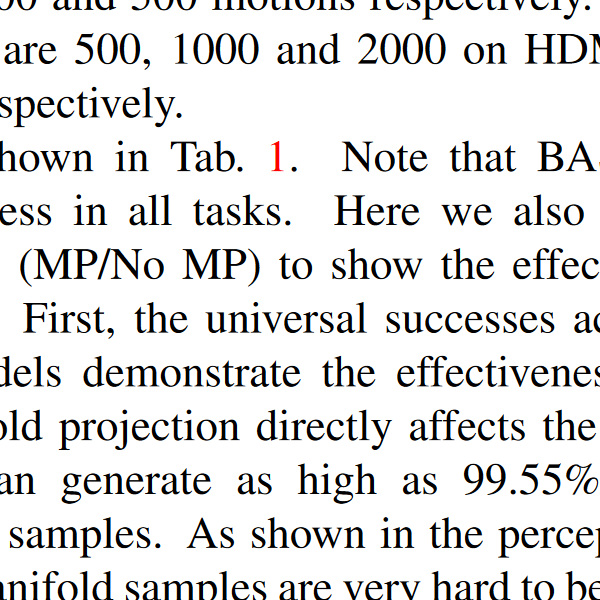 00 and 500 motions respectively.
are 500, 1000 and 2000 on HDM
spectively.
hown in Tab. 1. Note that BA
ess in all tasks. Here we also
(MP/No MP) to show the effec
First, the universal successes ac
dels demonstrate the effectivenes
old projection directly affects the
an generate as high as 99.55%
samples. As shown in the percep
anifold samples are very hard to be